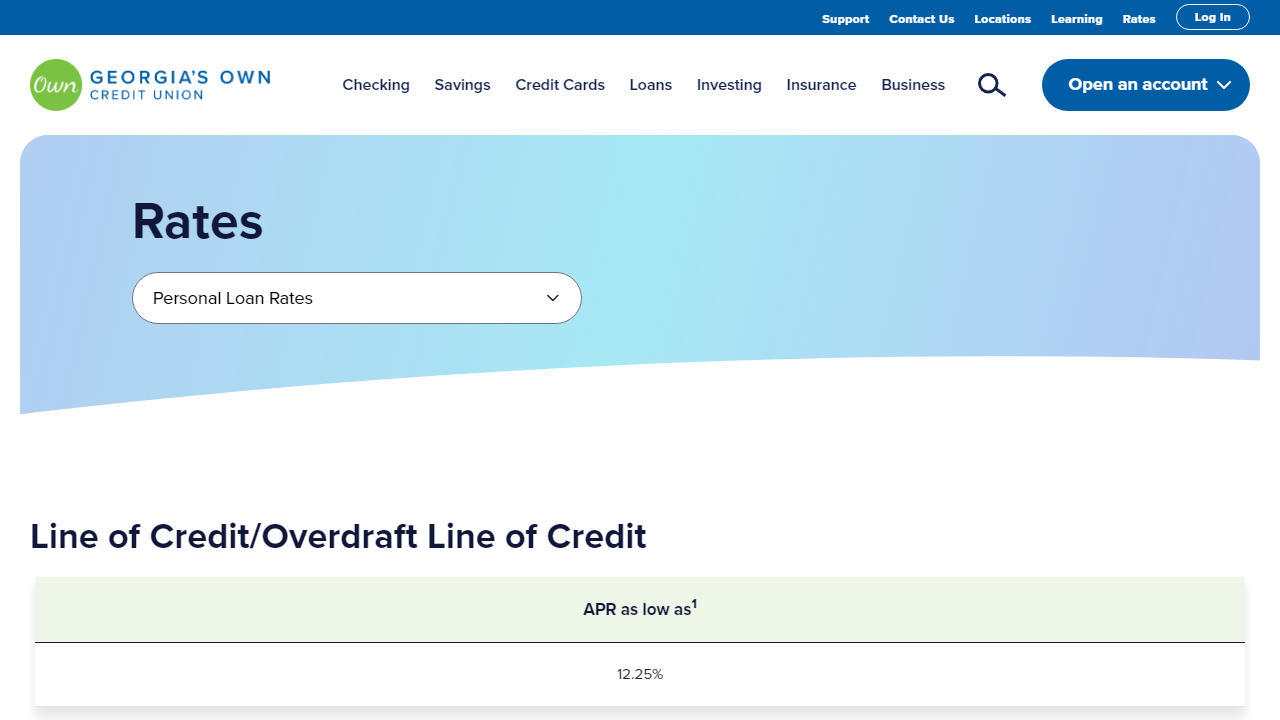 Support Contact Us Locations Learning Rates Log In
Own GEORGIA'S OWN
CREDIT UNION
Checking Savings Credit Cards Loans Investing Insurance Business Open an account
Rates
Personal Loan Rates
Line of Credit/Overdraft Line of Credit
APR as low as¹
12.25%